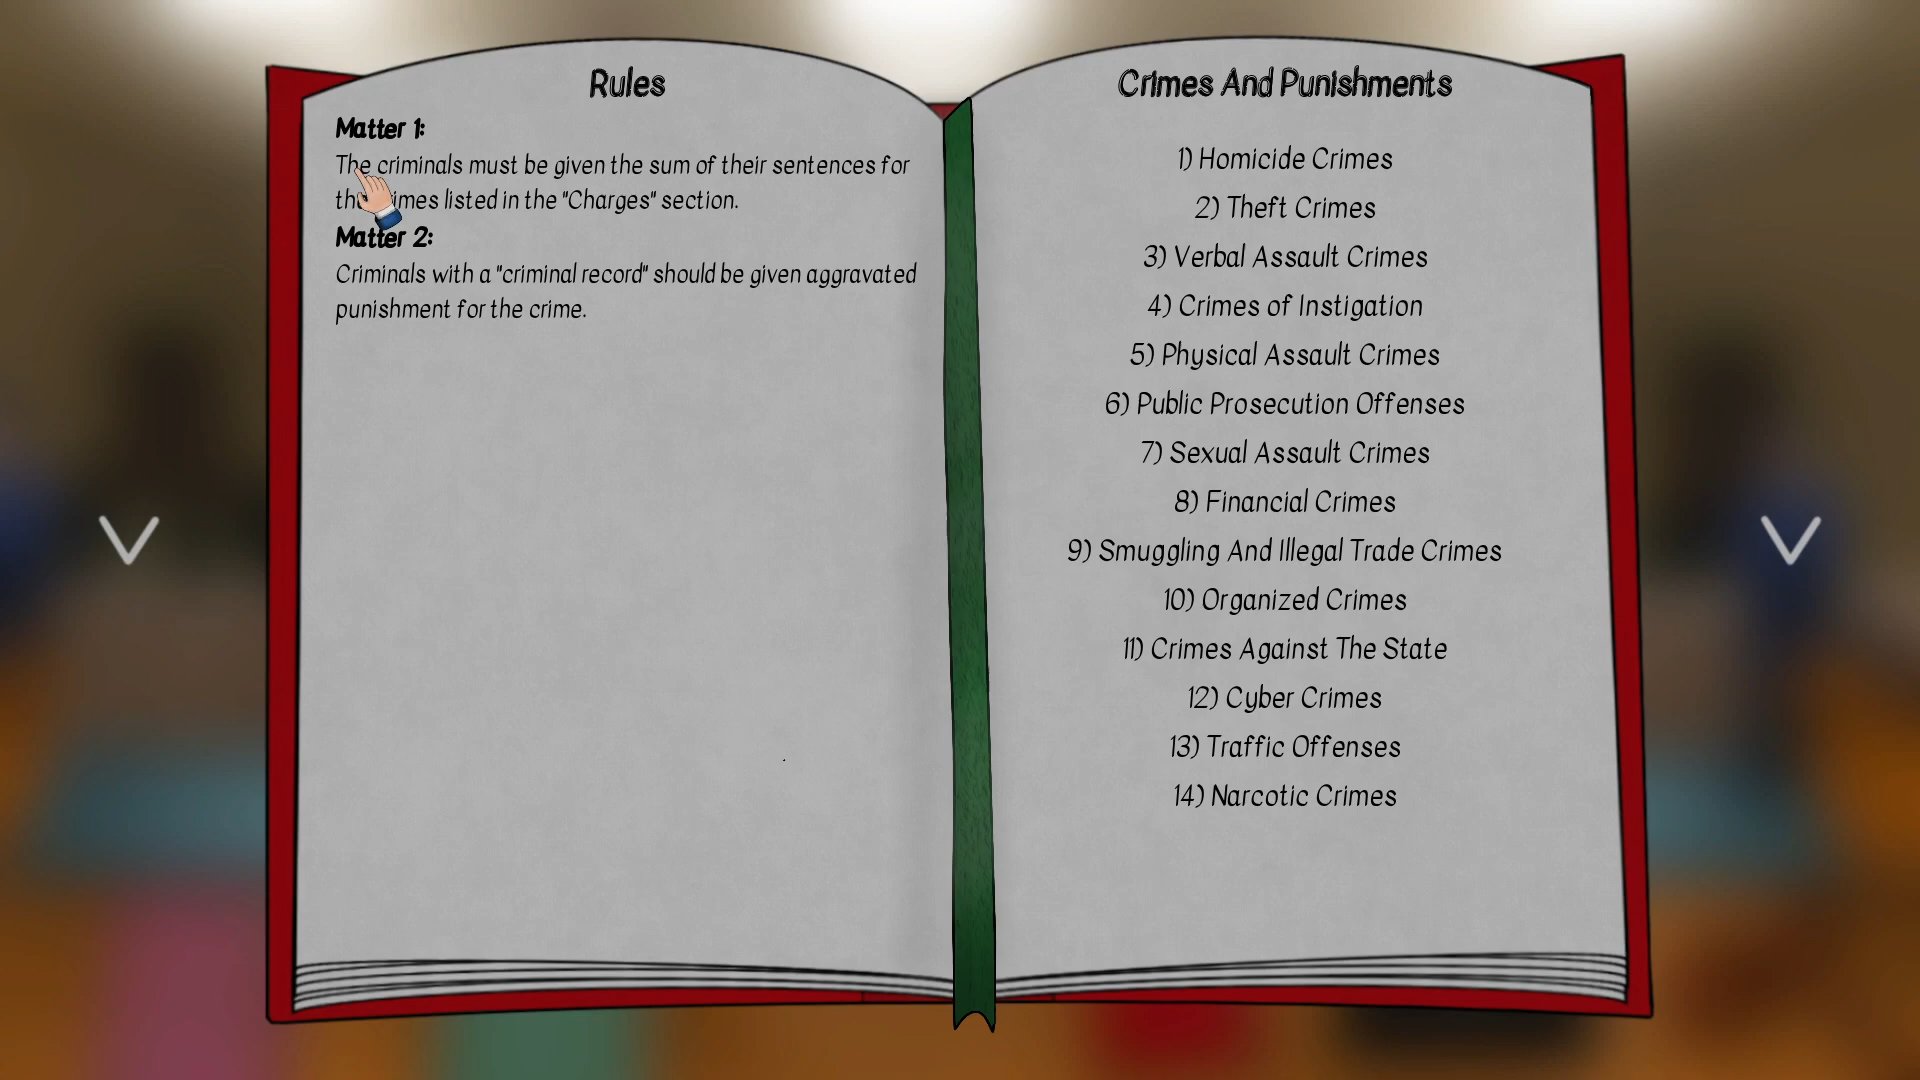 Rules
Matter 1:
The criminals must be given the sum of their sentences for
the crimes listed in the "Charges" section.
Matter 2:
Criminals with a "criminal record" should be given aggravated
punishment for the crime.
Crimes And Punishments
1) Homicide Crimes
2) Theft Crimes
3) Verbal Assault Crimes
4) Crimes of Instigation
5) Physical Assault Crimes
6) Public Prosecution Offenses
7) Sexual Assault Crimes
8) Financial Crimes
9) Smuggling And Illegal Trade Crimes
10) Organized Crimes
11) Crimes Against The State
12) Cyber Crimes
13) Traffic Offenses
14) Narcotic Crimes